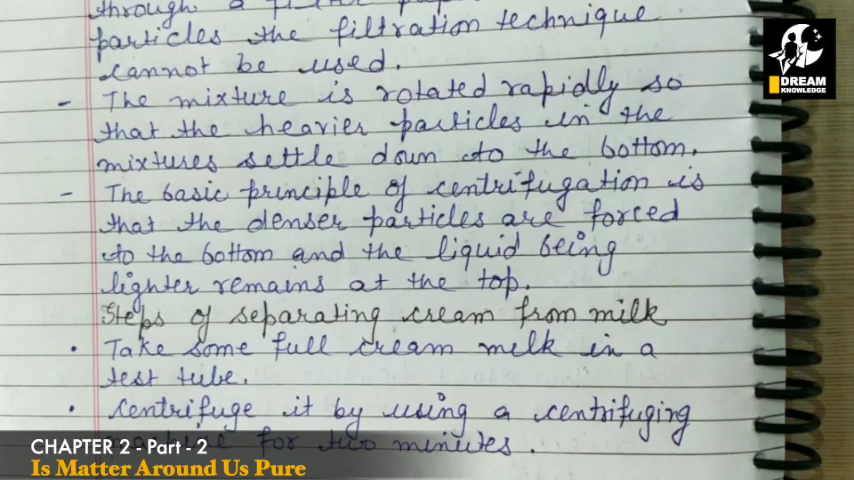 through a filter
particles the filtration technique
cannot be used.
- The mixture is rotated rapidly so
that the heavier particles in the
mixtures settle down to the bottom.
- The basic principle of centrifugation is
that the denser particles are forced
to the bottom and the liquid being
lighter remains at the top.
Steps of separating cream from milk
• Take some full cream melk in a
test tube.
• Centrifuge it by using a centrifuging
for two minutes.
DREAM
KNOWLEDGE
CHAPTER 2 - Part - 2
Is Matter Around Us Pure